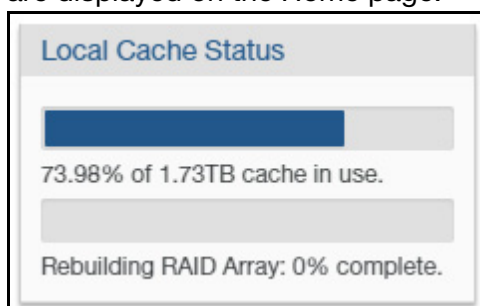 are displayed on the Home page.
Local Cache Status
73.98% of 1.73TB cache in use.
Rebuilding RAID Array: 0% complete.